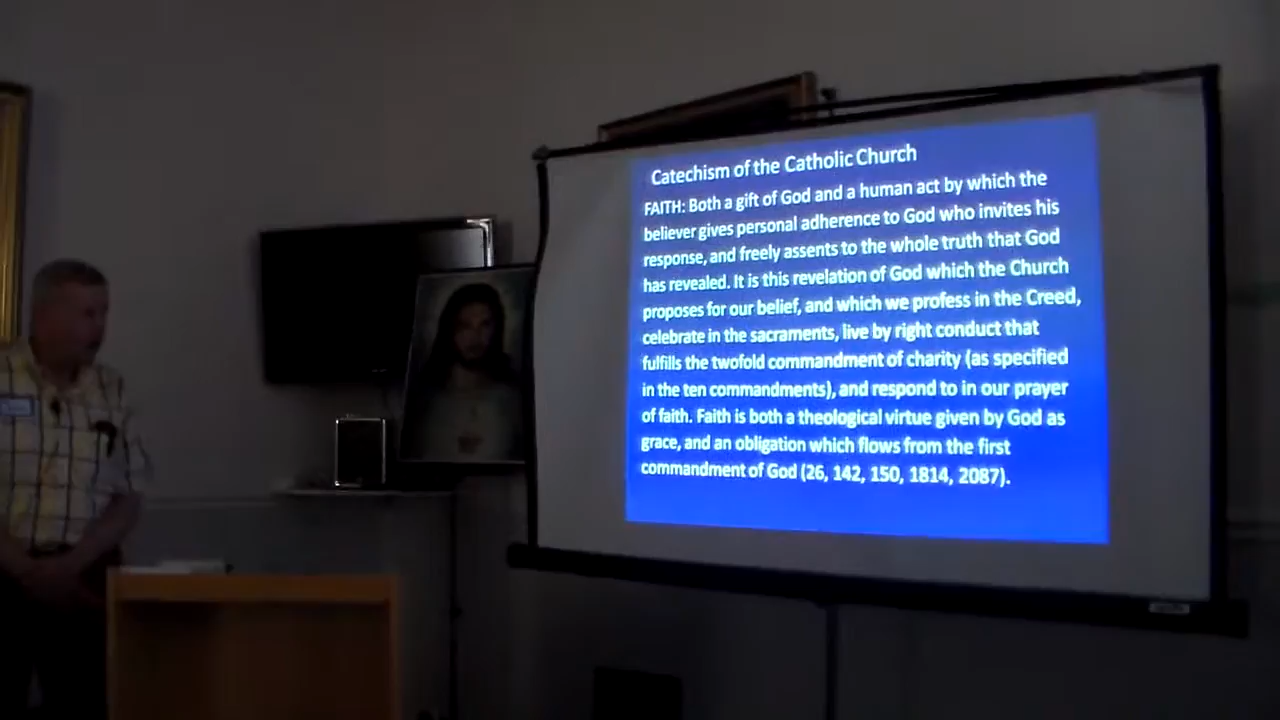 Catechism of the Catholic Church
FAITH: Both a gift of God and a human act by which the
believer gives personal adherence to God who invites his
response, and freely assents to the whole truth that God
has revealed. It is this revelation of God which the Church
proposes for our belief, and which we profess in the Creed,
celebrate in the sacraments, live by right conduct that
fulfills the twofold commandment of charity (as specified
in the ten commandments), and respond to in our prayer
of faith. Faith is both a theological virtue given by God as
grace, and an obligation which flows from the first
commandment of God (26, 142, 150, 1814, 2087).